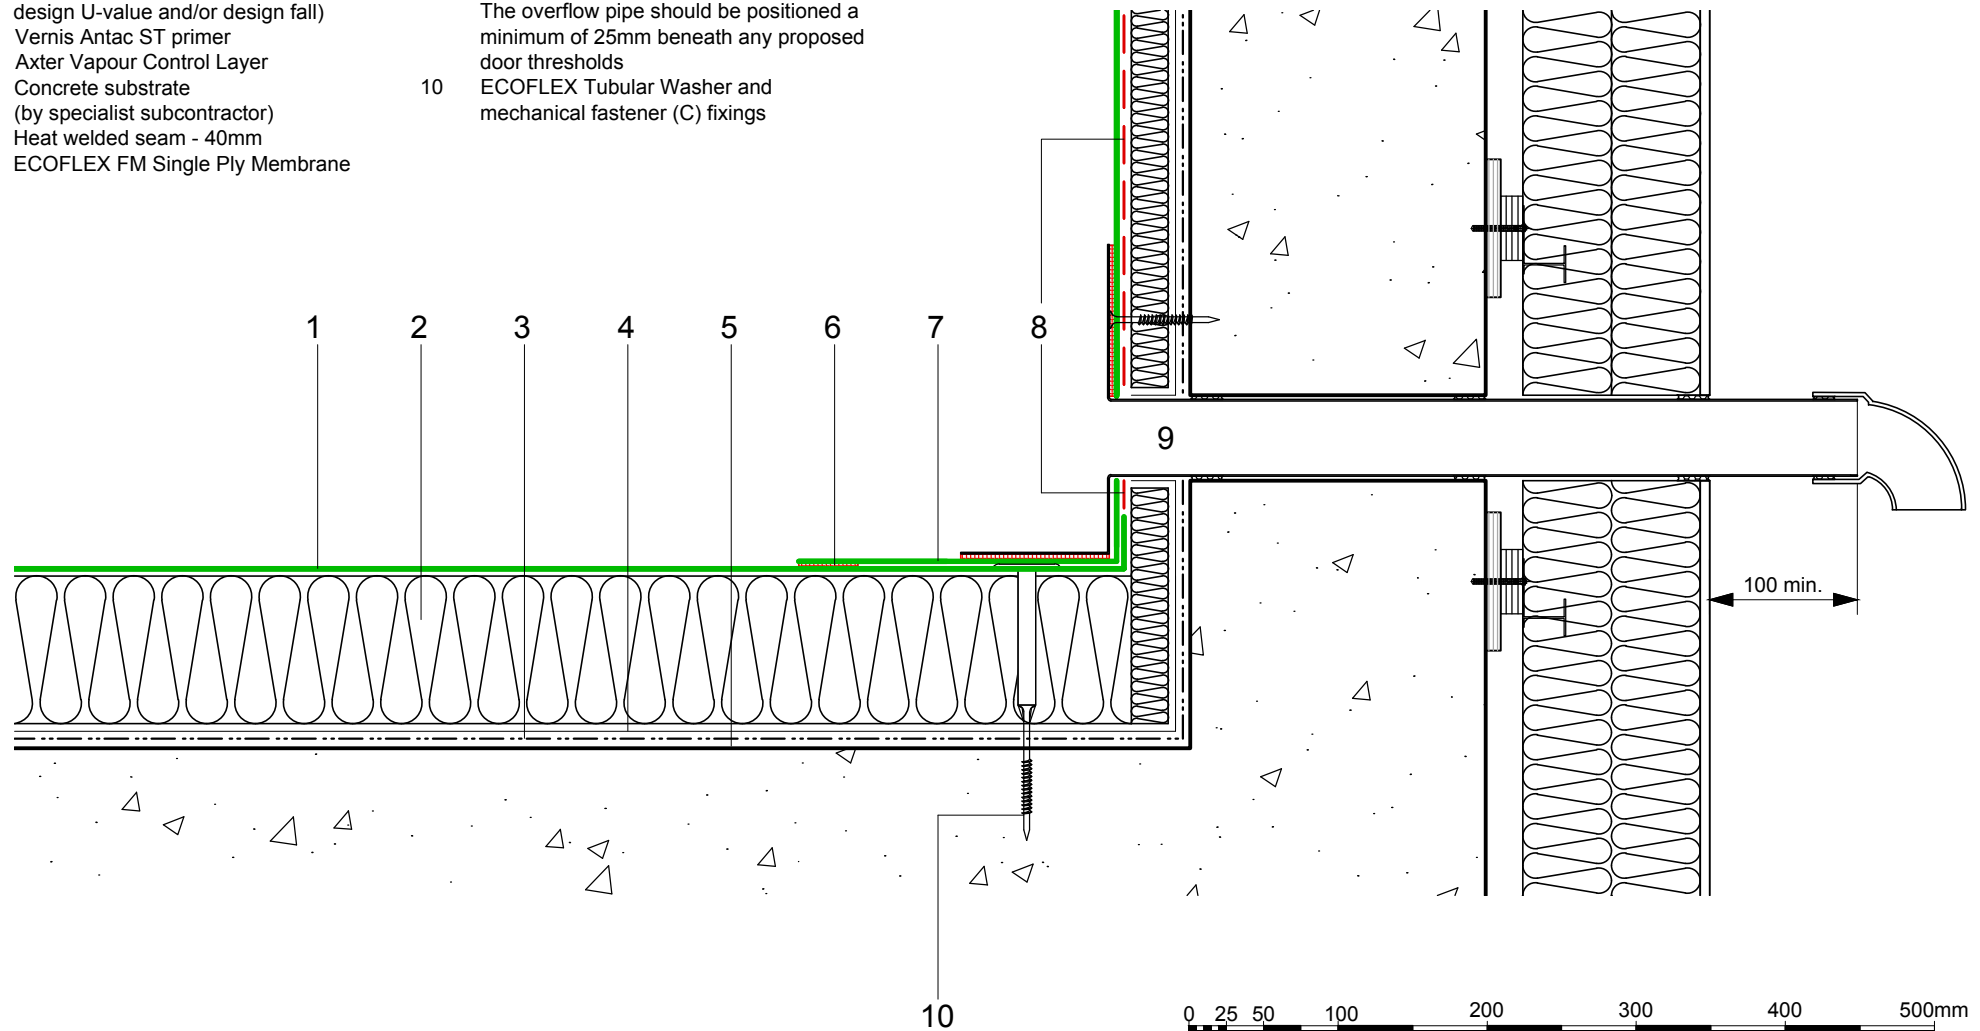 design U-value and/or design fall)
Vernis Antac ST primer
Axter Vapour Control Layer
Concrete substrate
(by specialist subcontractor)
Heat welded seam - 40mm
ECOFLEX FM Single Ply Membrane
The overflow pipe should be positioned a
minimum of 25mm beneath any proposed
door thresholds
10 ECOFLEX Tubular Washer and
mechanical fastener (C) fixings
1 2 3 4 5 6 7 8
9
100 min.
10
0 25 50 100 200 300 400 500mm